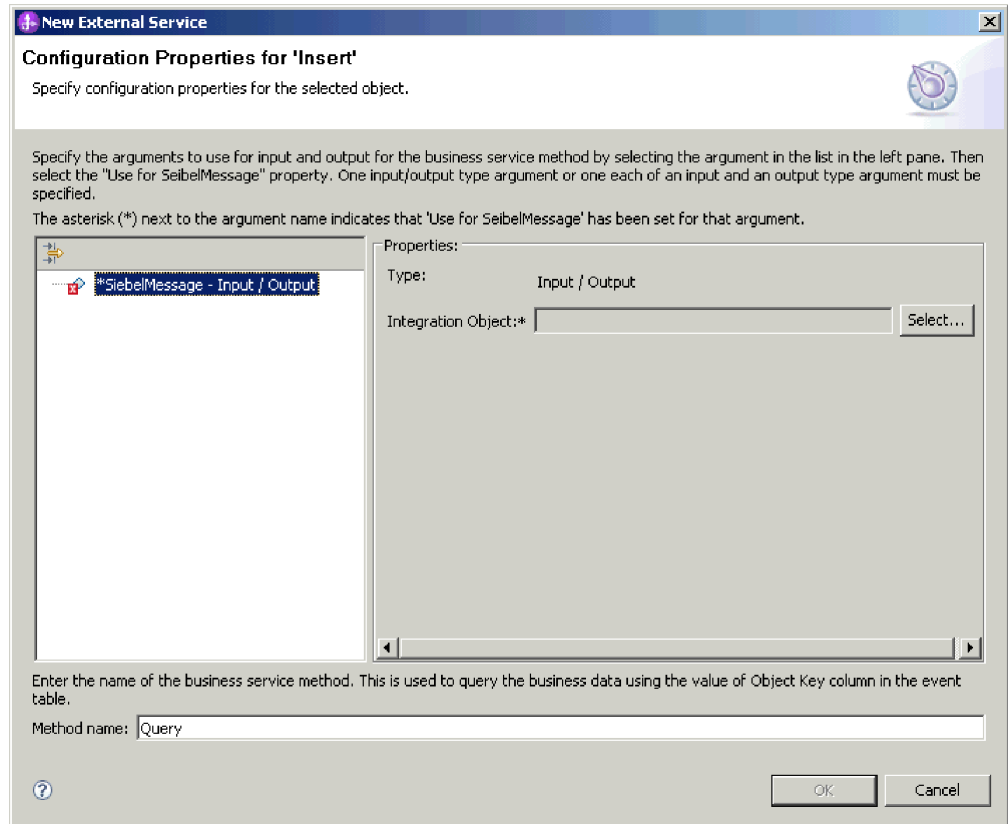 New External Service
Configuration Properties for 'Insert'
Specify configuration properties for the selected object.
Specify the arguments to use for input and output for the business service method by selecting the argument in the list in the left pane. Then
select the "Use for SeibelMessage" property. One input/output type argument or one each of an input and an output type argument must be
specified.
The asterisk (*) next to the argument name indicates that 'Use for SeibelMessage' has been set for that argument.
Properties:
*SiebelMessage - Input / Output
Type:
Input / Output
Integration Object:*
Select...
Enter the name of the business service method. This is used to query the business data using the value of Object Key column in the event
table.
Method name: Query
OK
Cancel